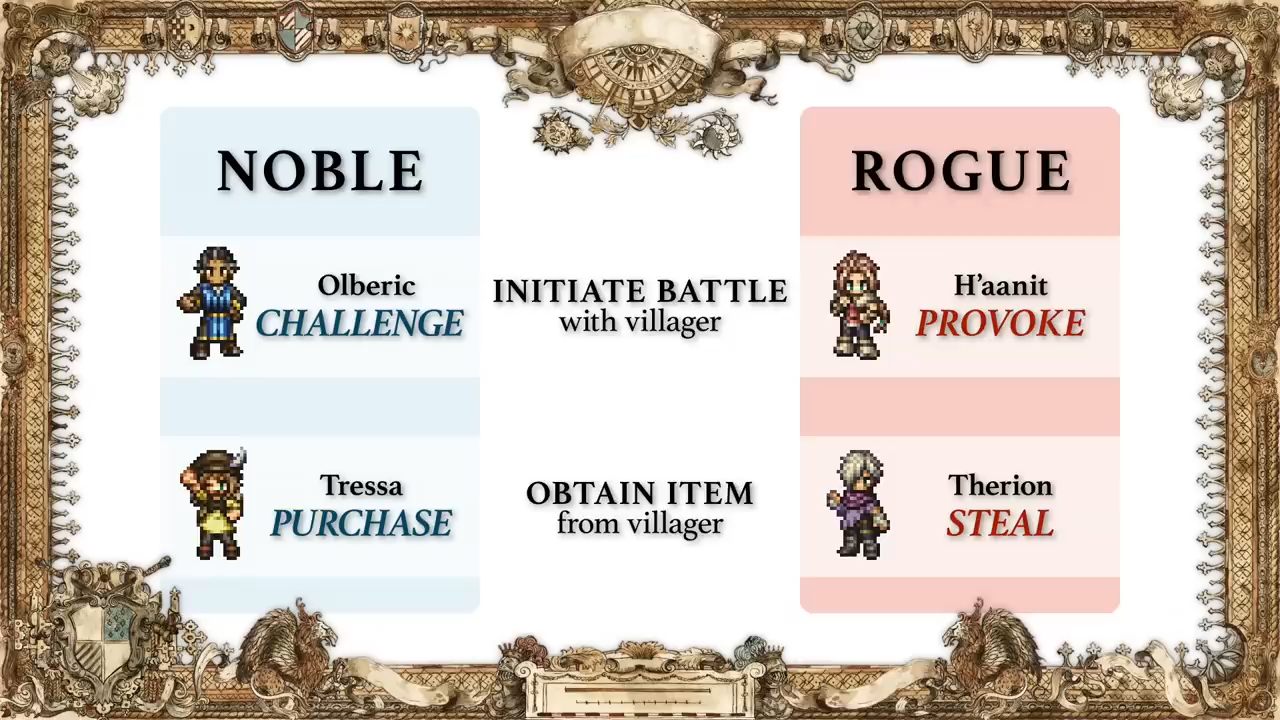 NOBLE
ROGUE
Olberic
CHALLENGE
INITIATE BATTLE
with villager
H’aanit
PROVOKE
Tressa
PURCHASE
OBTAIN ITEM
from villager
Therion
STEAL